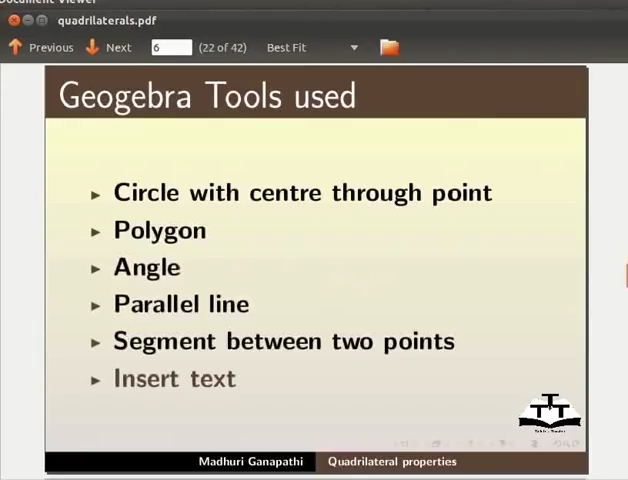 Document Viewer
quadrilaterals.pdf
Previous Next 6 (22 of 42) Best Fit
Geogebra Tools used
Circle with centre through point
Polygon
Angle
Parallel line
Segment between two points
Insert text
TTT
Madhuri Ganapathi Quadrilateral properties